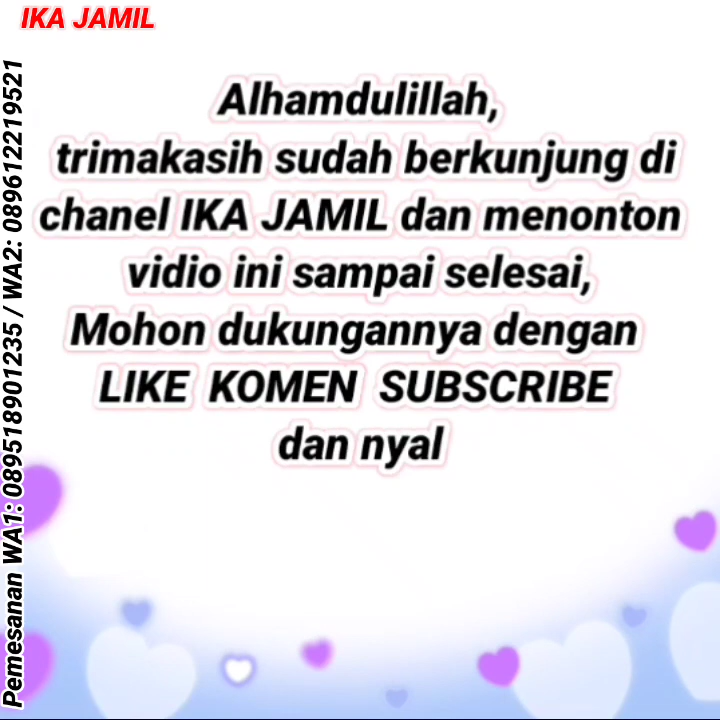 IKA JAMIL
Alhamdulillah,
trimakasih sudah berkunjung di
chanel IKA JAMIL dan menonton
vidio ini sampai selesai,
Mohon dukungannya dengan
LIKE KOMEN SUBSCRIBE
dan nyal
Pemesanan WA1: 089518901235 / WA2: 089612219521